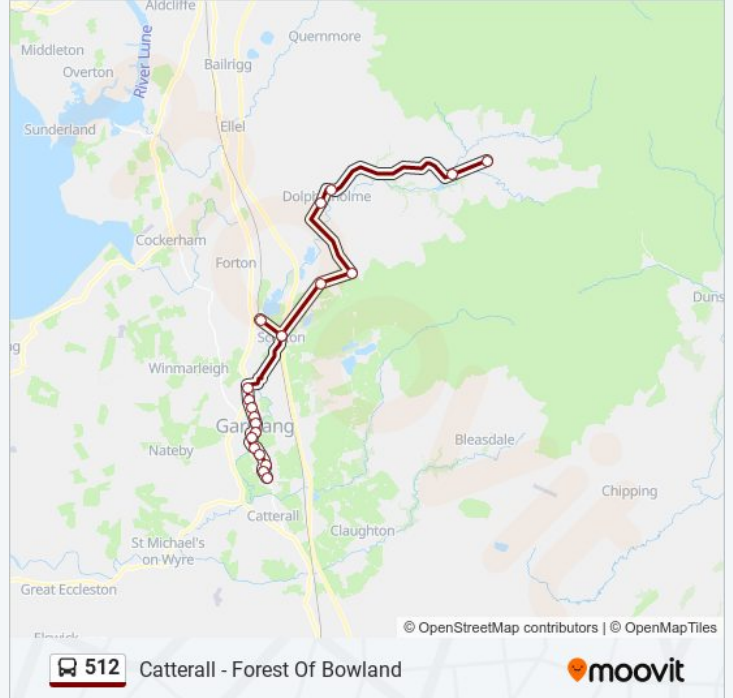 Aldcliffe
Quernmore
Middleton
River Lune
Bailrigg
Overton
Sunderland
Ellel
Dolphinholme
Cockerham
Forton
Duns
Scorton
Winmarleigh
Garstang
Bleasdale
Nateby
Chipping
Catterall
Claughton
St Michael's
on Wyre
Great Eccleston
© OpenStreetMap contributors | © OpenMapTiles
512 Catterall - Forest Of Bowland
moovit